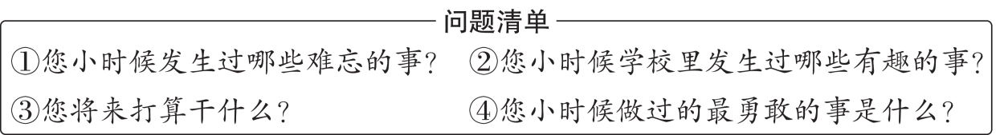 问题清单
①您小时候发生过哪些难忘的事？ ②您小时候学校里发生过哪些有趣的事？
③您将来打算干什么？ ④您小时候做过的最勇敢的事是什么？